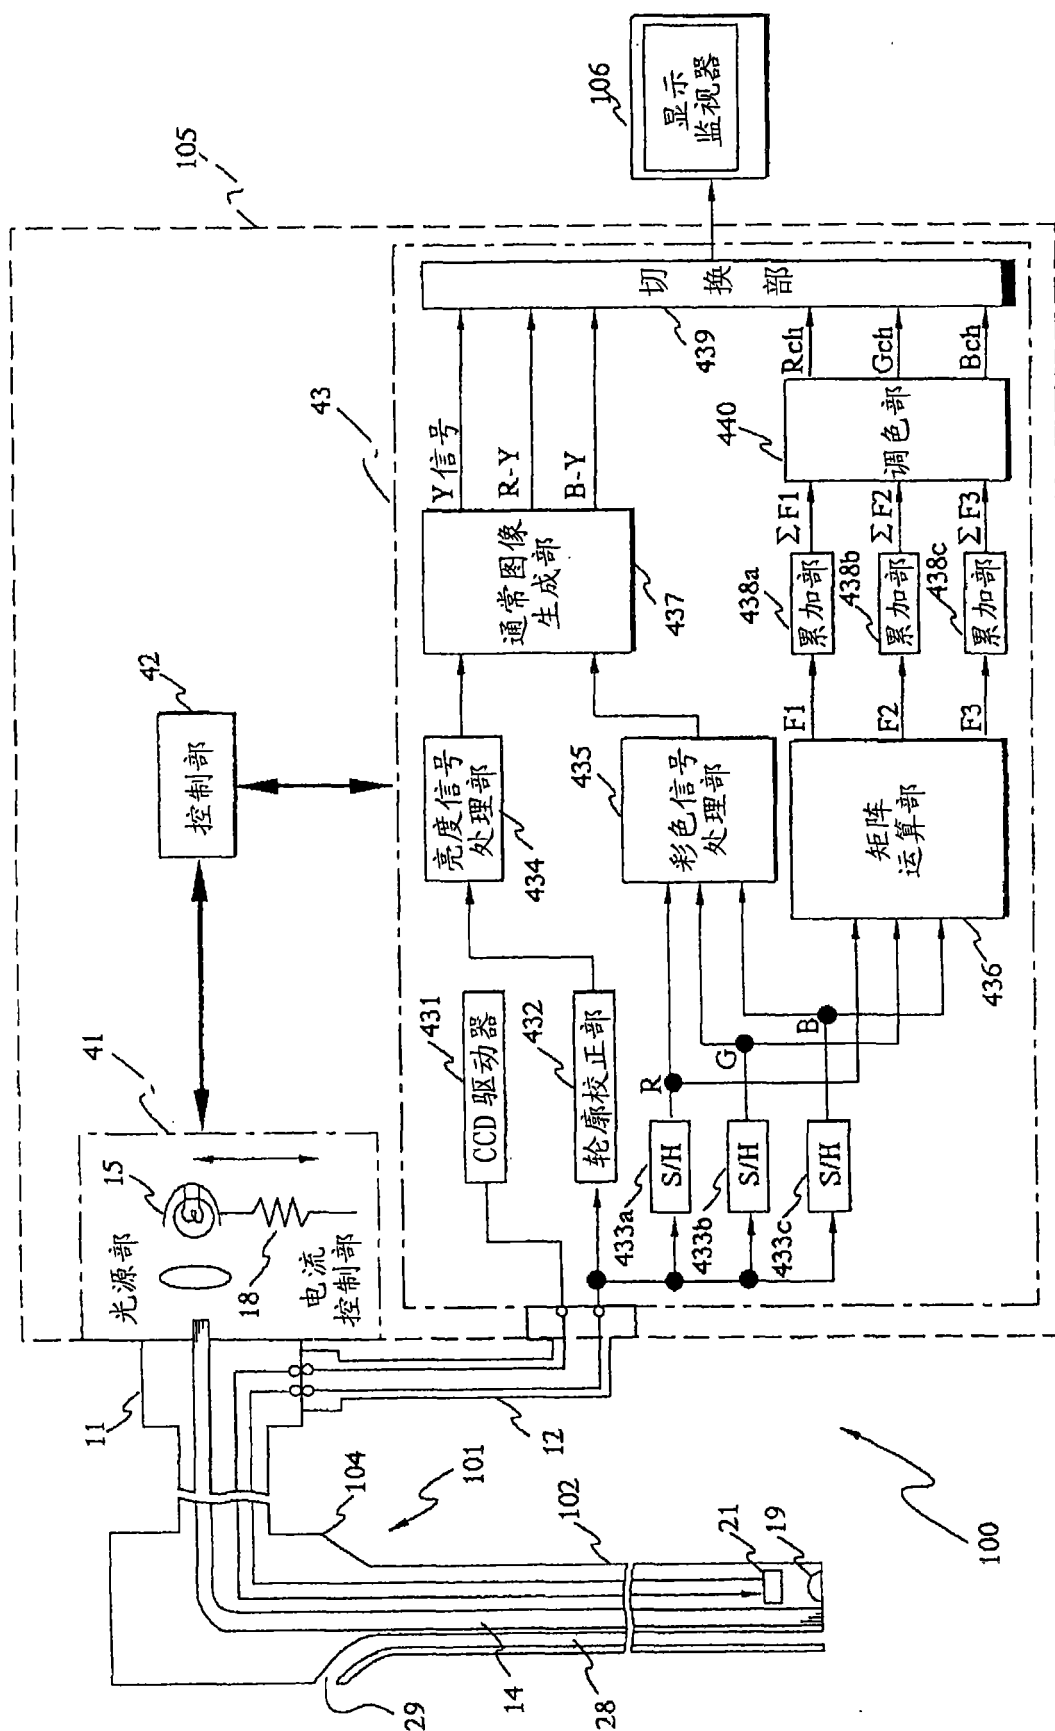 105
106
显示
监视器
43
42
控制部
41
光源部
15
18
电流
控制部
切换部
439
Y信号
R-Y
B-Y
通常图像
生成部
437
亮度信号
处理部
434
CCD 驱动器
431
轮廓校正部
432
彩色信号
处理部
435
Rch
Gch
Bch
440
调色部
ΣF1
ΣF2
ΣF3
438a
累加部
438b
累加部
438c
累加部
F1
F2
F3
矩阵
运算部
436
R
G
B
433a
S/H
433b
S/H
433c
S/H
11
12
104
101
102
21
19
100
14
28
29